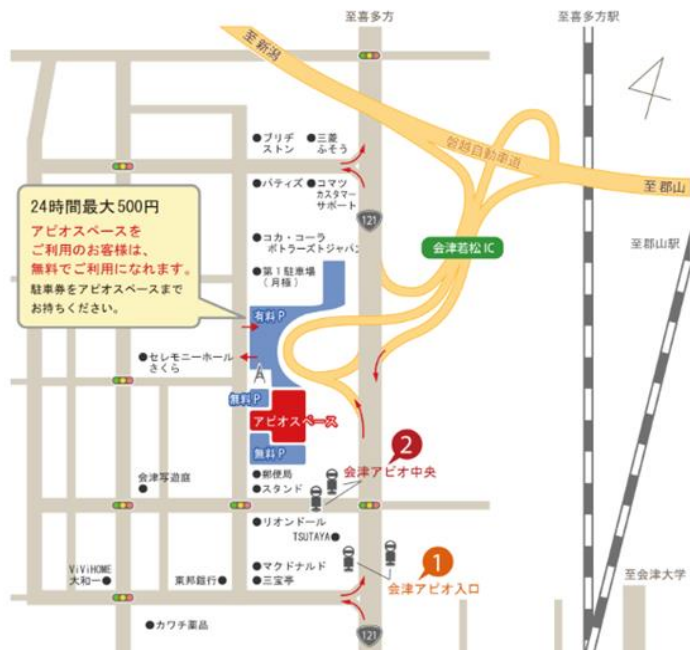 至喜多方
至喜多方駅
至新潟
磐越自動車道
至郡山
●ブリヂ
ストン
●三菱
ふそう
●パティズ
●コマツ
カスタマー
サポート
121
24時間最大500円
アピオスペースを
ご利用のお客様は、
無料でご利用になれます。
駐車券をアピオスペースまで
お持ちください。
●コカ・コーラ
ボトラーズジャパン
会津若松IC
至郡山駅
●第1駐車場
(月極)
有料P
●セレモニーホール
さくら
無料P
アピオスペース
無料P
2
会津アピオ中央
会津写遊庭
●
●郵便局
●スタンド
●リオンドール
TSUTAYA●
1
会津アピオ入口
ViViHOME
大和一●
東邦銀行●
●マクドナルド
●三宝亭
至会津大学
●カワチ薬品
121